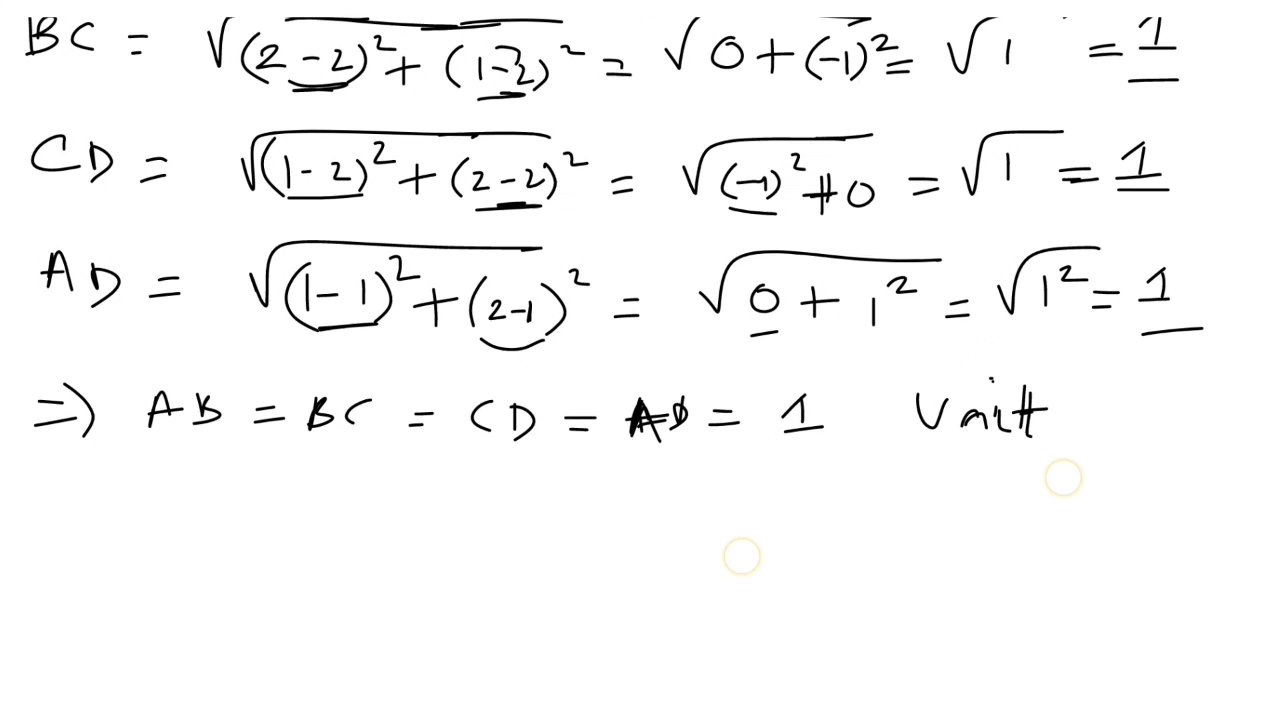 BC = √(2-2)² + (1-2)² = √0 + (-1)² = √1 = 1
CD = √(1-2)² + (2-2)² = √(-1)² + 0 = √1 = 1
AD = √(1-1)² + (2-1)² = √0 + 1² = √1² = 1
=> AB = BC = CD = AD = 1 Unit